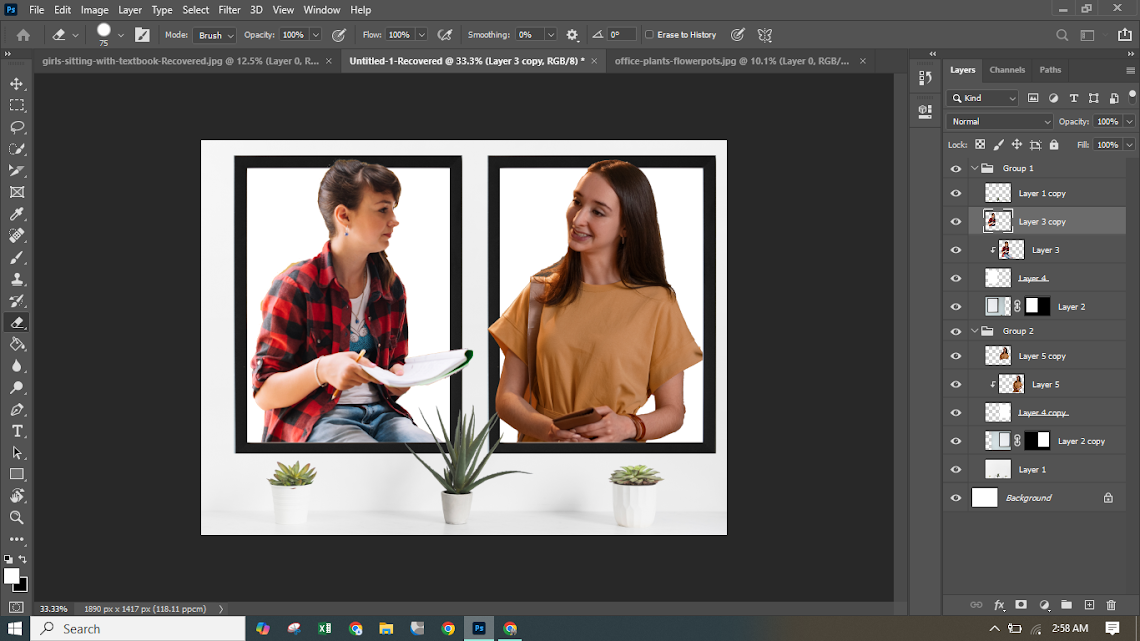 Ps File Edit Image Layer Type Select Filter 3D View Window Help
75 Mode: Brush Opacity: 100% Flow: 100% Smoothing: 0% 0° Erase to History
girls-sitting-with-textbook-Recovered.jpg @ 12.5% (Layer 0, R... × Untitled-1-Recovered @ 33.3% (Layer 3 copy, RGB/8) * × office-plants-flowerpots.jpg @ 10.1% (Layer 0, RGB/... ×
Layers Channels Paths
Kind
Normal Opacity: 100%
Lock: Fill: 100%
Group 1
Layer 1 copy
Layer 3 copy
Layer 3
Layer 4
Layer 2
Group 2
Layer 5 copy
Layer 5
Layer 4 copy
Layer 2 copy
Layer 1
Background
33.33% 1890 px x 1417 px (118.11 ppcm)
fx
Search Ps 2:58 AM